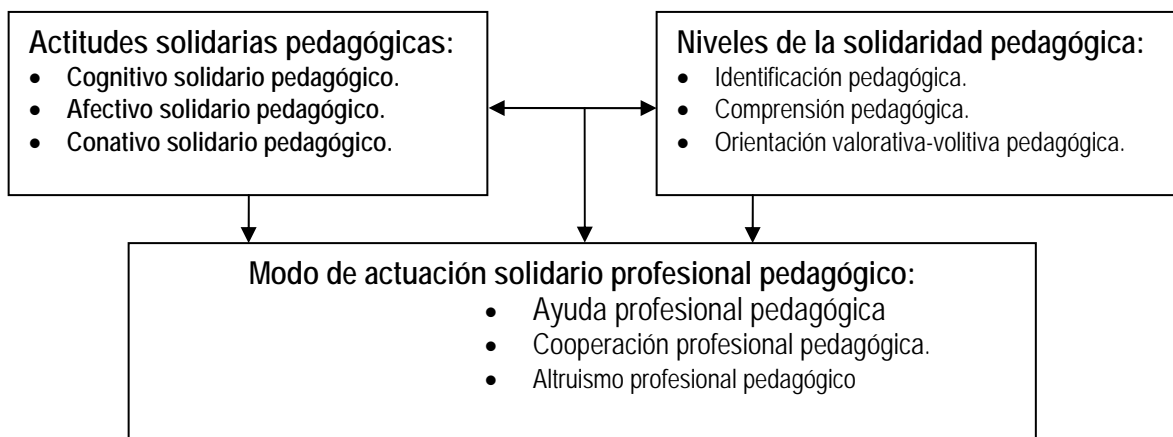 Actitudes solidarias pedagógicas:
• Cognitivo solidario pedagógico.
• Afectivo solidario pedagógico.
• Conativo solidario pedagógico.
Niveles de la solidaridad pedagógica:
• Identificación pedagógica.
• Comprensión pedagógica.
• Orientación valorativa-volitiva pedagógica.
Modo de actuación solidario profesional pedagógico:
• Ayuda profesional pedagógica
• Cooperación profesional pedagógica.
• Altruismo profesional pedagógico